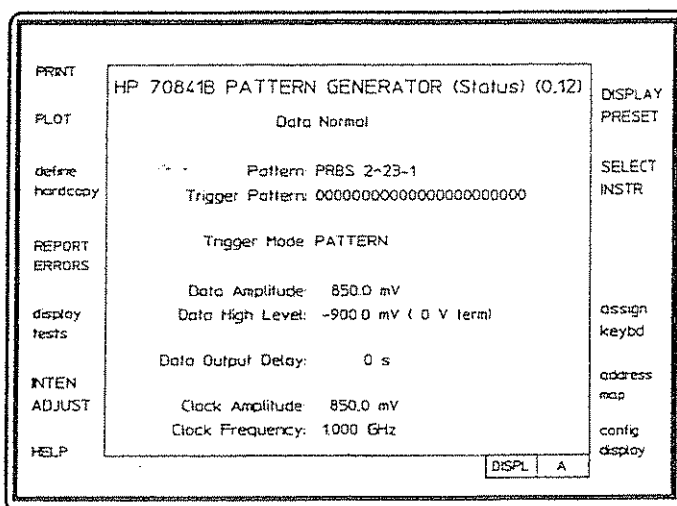 PRINT
PLOT
define
hardcopy
REPORT
ERRORS
display
tests
INTEN
ADJUST
HELP
HP 70841B PATTERN GENERATOR (Status) (0,12)
Data Normal
Pattern: PRBS 2^23-1
Trigger Pattern: 00000000000000000000000
Trigger Mode PATTERN
Data Amplitude: 850.0 mV
Data High Level: -900.0 mV ( 0 V term)
Data Output Delay: 0 s
Clock Amplitude: 850.0 mV
Clock Frequency: 1.000 GHz
DISPL A
DISPLAY
PRESET
SELECT
INSTR
assign
keybd
address
map
config
display